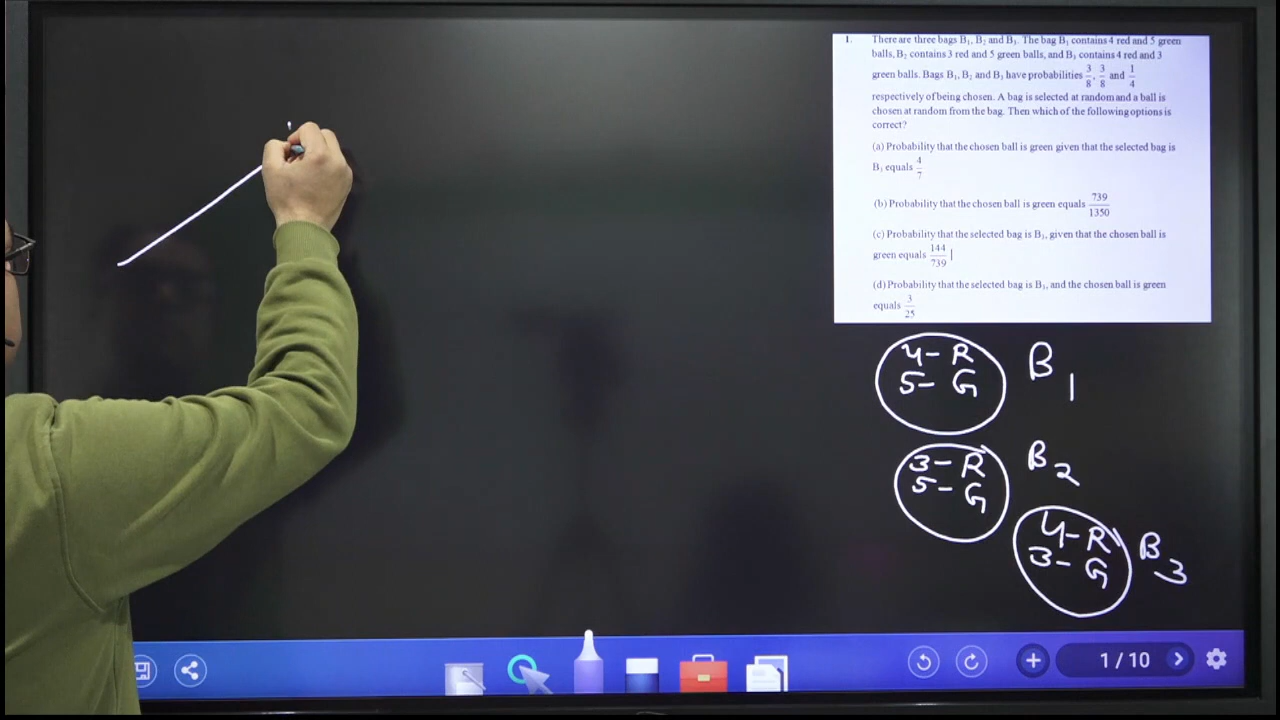 1. There are three bags B₁, B₂ and B₃. The bag B₁ contains 4 red and 5 green
balls, B₂ contains 3 red and 5 green balls, and B₃ contains 4 red and 3
green balls. Bags B₁, B₂ and B₃ have probabilities 3/8, 3/8 and 1/4
respectively of being chosen. A bag is selected at random and a ball is
chosen at random from the bag. Then which of the following options is
correct?
(a) Probability that the chosen ball is green given that the selected bag is
B₃ equals 4/7
(b) Probability that the chosen ball is green equals 739/1350
(c) Probability that the selected bag is B₃, given that the chosen ball is
green equals 144/739
(d) Probability that the selected bag is B₃, and the chosen ball is green
equals 3/25
4- R
5- G
B1
3- R
5- G
B2
4- R
3- G
B3
1 / 10